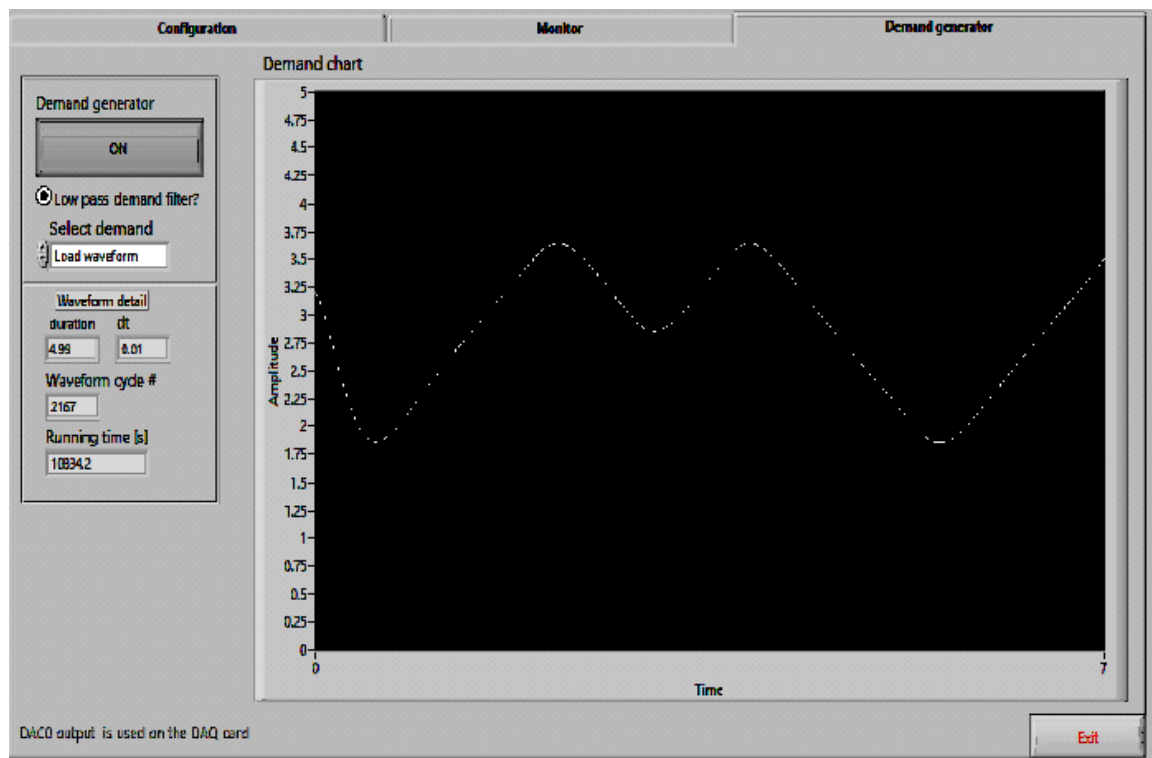 Configuration
Monitor
Demand generator
Demand chart
Demand generator
ON
Low pass demand filter?
Select demand
Load waveform
Waveform detail
duration dt
4.99 0.01
Waveform cycle #
2167
Running time [s]
10834.2
5
4.75
4.5
4.25
4
3.75
3.5
3.25
3
2.75
2.5
2.25
2
1.75
1.5
1.25
1
0.75
0.5
0.25
0
Amplitude
0 7
Time
DAC0 output is used on the DAQ card
Exit